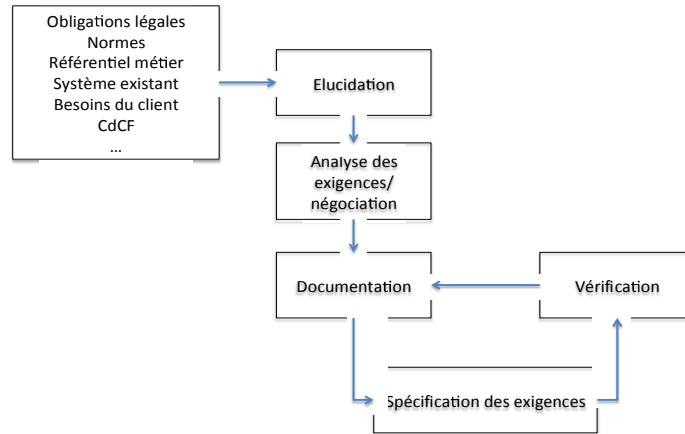 Obligations légales
Normes
Référentiel métier
Système existant
Besoins du client
CdCF
...
Elucidation
Analyse des
exigences/
négociation
Documentation
Vérification
Spécification des exigences